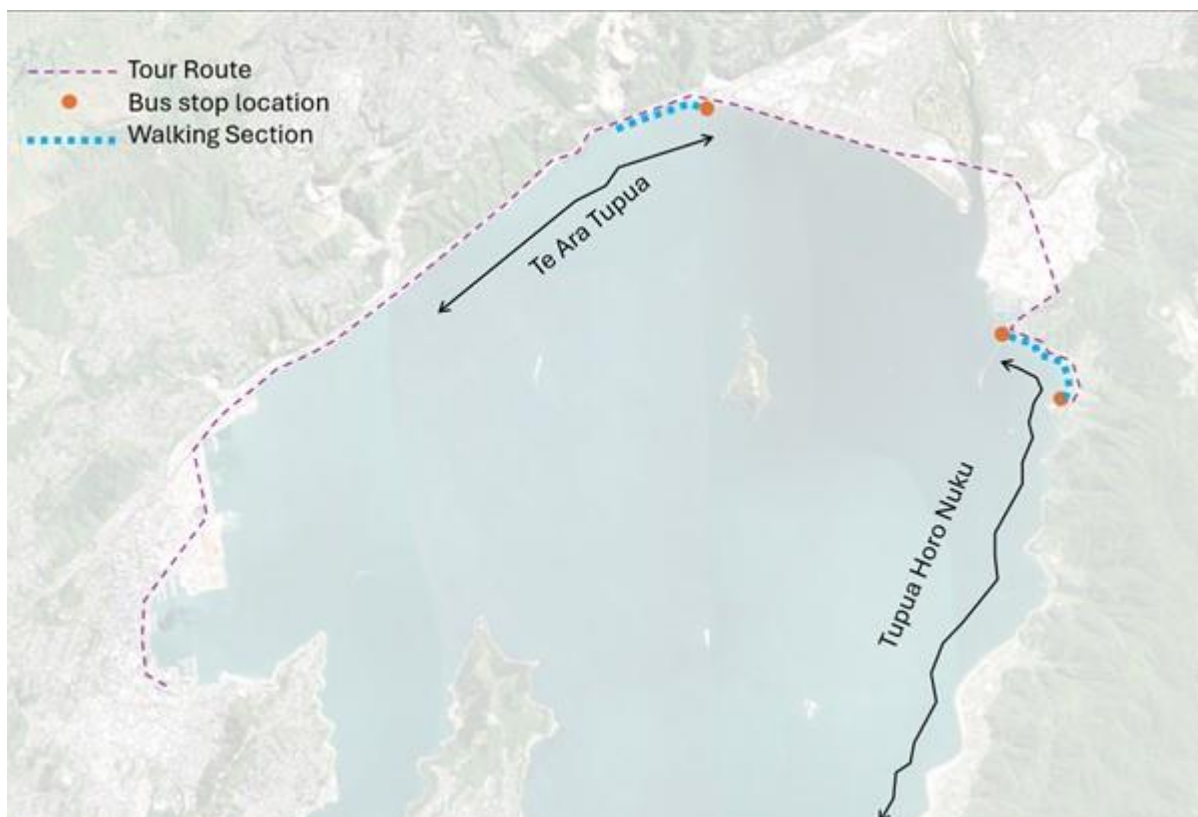 Tour Route
Bus stop location
Walking Section
Te Ara Tupua
Tupua Horo Nuku